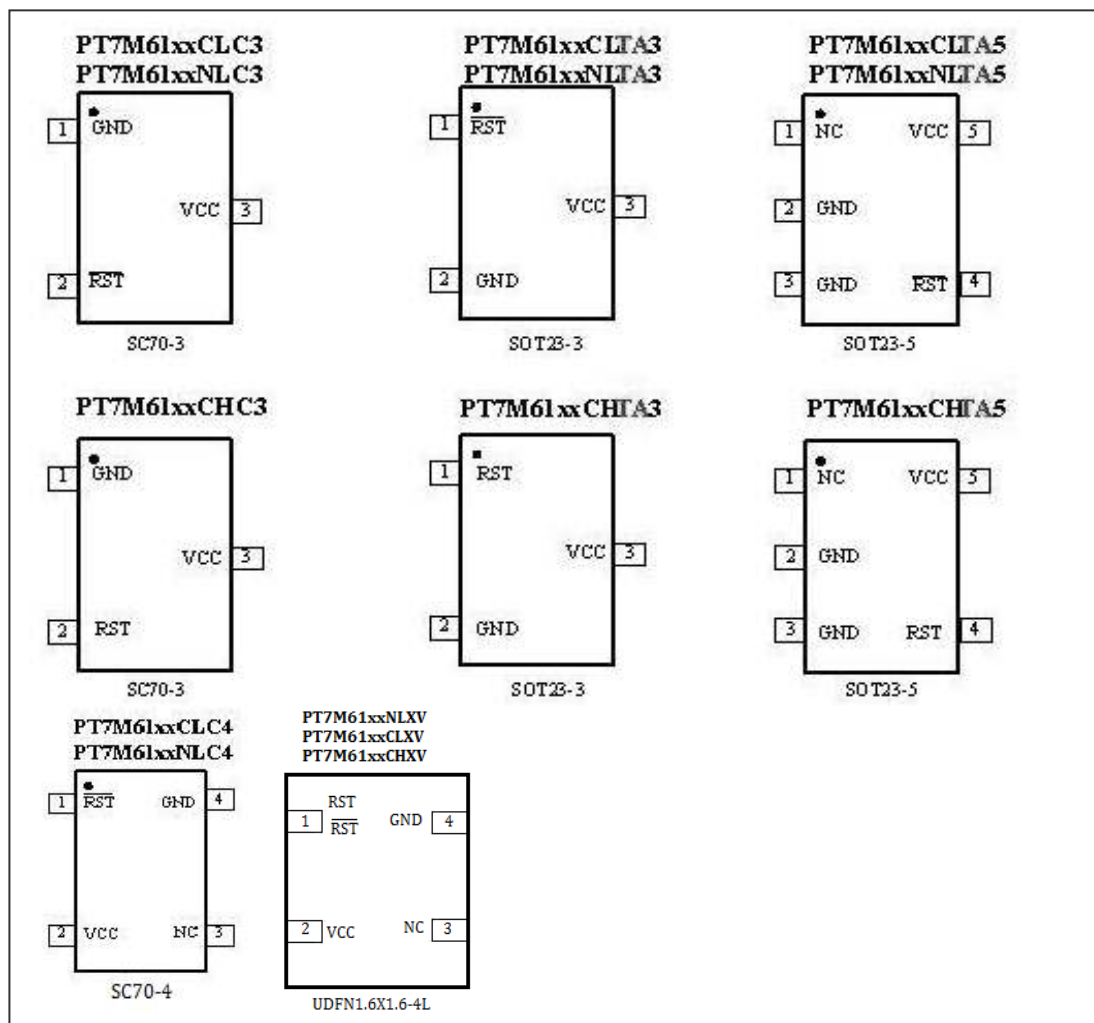 PT7M61xxCLC3
PT7M61xxNLC3
1 GND
VCC 3
2 RST
SC70-3
PT7M61xxCLTA3
PT7M61xxNLTA3
1 RST
VCC 3
2 GND
SOT23-3
PT7M61xxCLTA5
PT7M61xxNLTA5
1 NC VCC 5
2 GND
3 GND RST 4
SOT23-5
PT7M61xxCHC3
1 GND
VCC 3
2 RST
SC70-3
PT7M61xxCHTA3
1 RST
VCC 3
2 GND
SOT23-3
PT7M61xxCHTA5
1 NC VCC 5
2 GND
3 GND RST 4
SOT23-5
PT7M61xxCLC4
PT7M61xxNLC4
1 RST GND 4
2 VCC NC 3
SC70-4
PT7M61xxNLXV
PT7M61xxCLXV
PT7M61xxCHXV
RST
1 RST GND 4
2 VCC NC 3
UDFN1.6X1.6-4L